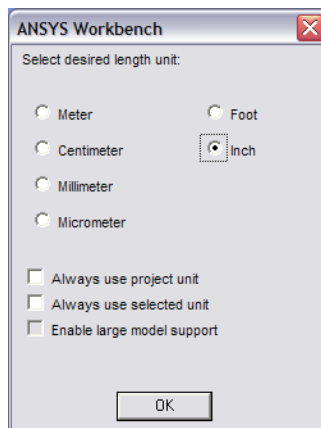 ANSYS Workbench
Select desired length unit:
Meter
Foot
Centimeter
Inch
Millimeter
Micrometer
Always use project unit
Always use selected unit
Enable large model support
OK